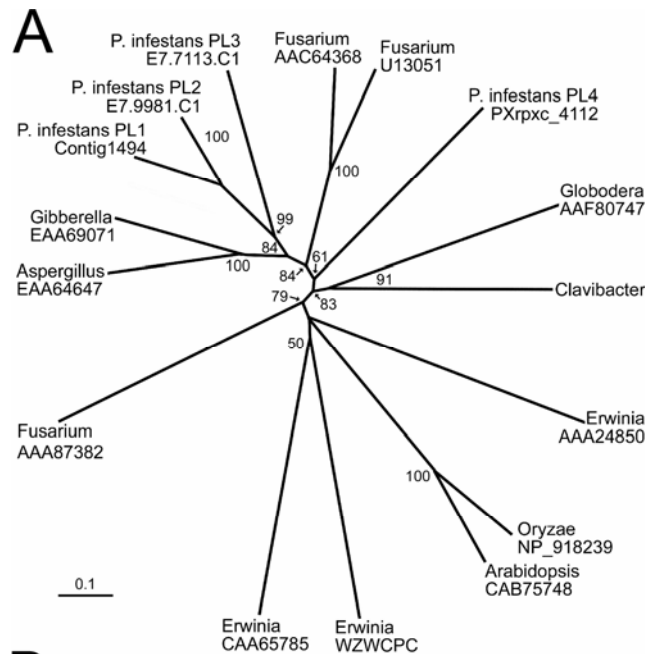 A
P. infestans PL3
E7.7113.C1
Fusarium
AAC64368
Fusarium
U13051
P. infestans PL2
E7.9981.C1
P. infestans PL4
PXrpxc_4112
100
P. infestans PL1
Contig1494
100
Globodera
AAF80747
Gibberella
EAA69071
99
84
61
100
84
91
Aspergillus
EAA64647
Clavibacter
79
83
50
Fusarium
AAA87382
Erwinia
AAA24850
100
Oryzae
NP_918239
Arabidopsis
CAB75748
0.1
Erwinia
CAA65785
Erwinia
WZWCPC